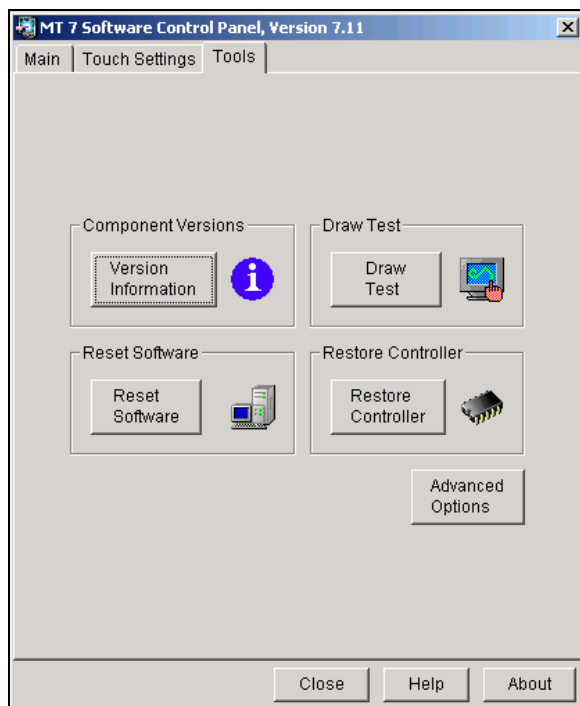 MT 7 Software Control Panel, Version 7.11
Main
Touch Settings
Tools
Component Versions
Version
Information
Draw Test
Draw
Test
Reset Software
Reset
Software
Restore Controller
Restore
Controller
Advanced
Options
Close
Help
About